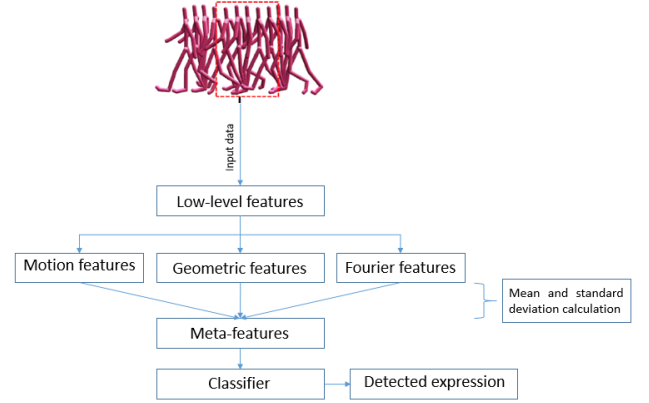 Input data
Low-level features
Motion features
Geometric features
Fourier features
Mean and standard
deviation calculation
Meta-features
Classifier
Detected expression